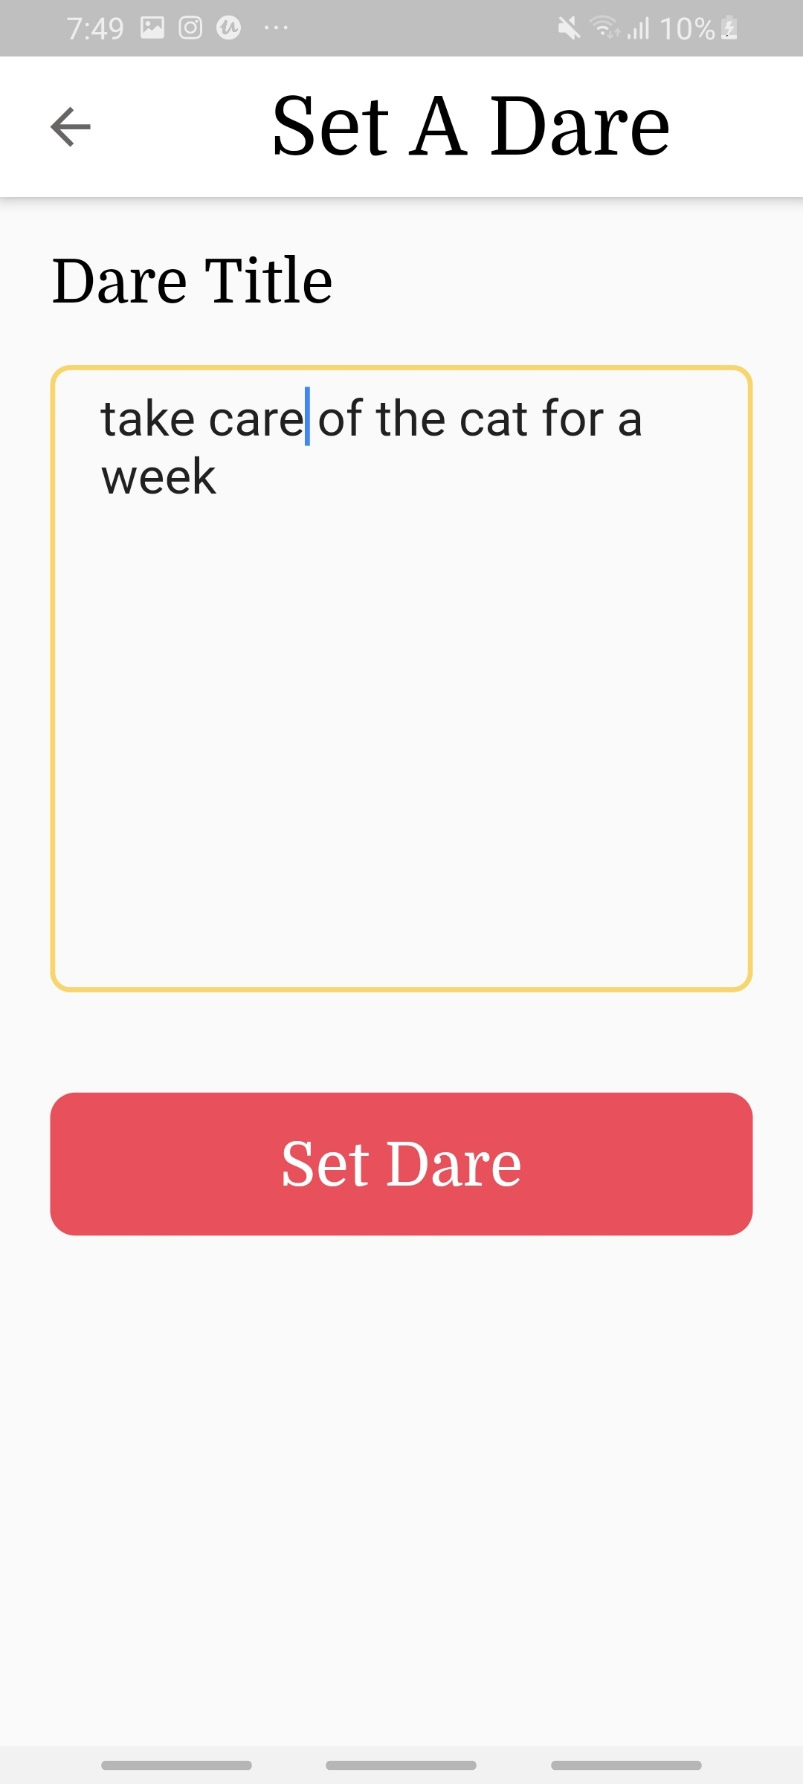 7:49 10%
Set A Dare
Dare Title
take care of the cat for a
week
Set Dare